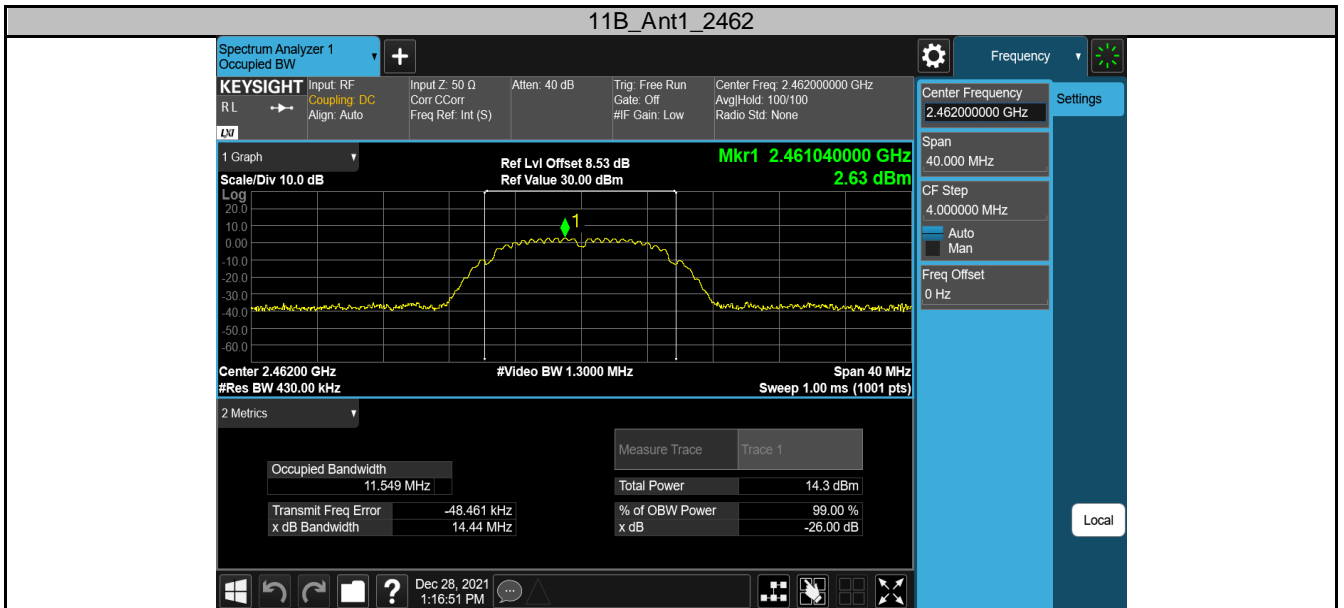 11B_Ant1_2462
Spectrum Analyzer 1
Occupied BW
+
Frequency
KEYSIGHT
R L
LXI
Input: RF
Coupling: DC
Align: Auto
Input Z: 50 Ω
Corr CCorr
Freq Ref: Int (S)
Atten: 40 dB
Trig: Free Run
Gate: Off
#IF Gain: Low
Center Freq: 2.462000000 GHz
Avg|Hold: 100/100
Radio Std: None
1 Graph
Scale/Div 10.0 dB
Ref Lvl Offset 8.53 dB
Ref Value 30.00 dBm
Mkr1 2.461040000 GHz
2.63 dBm
Log
20.0
10.0
0.00
-10.0
-20.0
-30.0
-40.0
-50.0
-60.0
1
Center 2.46200 GHz
#Video BW 1.3000 MHz
Span 40 MHz
#Res BW 430.00 kHz
Sweep 1.00 ms (1001 pts)
2 Metrics
Measure Trace Trace 1
Occupied Bandwidth
11.549 MHz
Total Power 14.3 dBm
Transmit Freq Error -48.461 kHz
% of OBW Power 99.00 %
x dB Bandwidth 14.44 MHz
x dB -26.00 dB
Center Frequency
2.462000000 GHz
Settings
Span
40.000 MHz
CF Step
4.000000 MHz
Auto
Man
Freq Offset
0 Hz
Local
?
Dec 28, 2021
1:16:51 PM